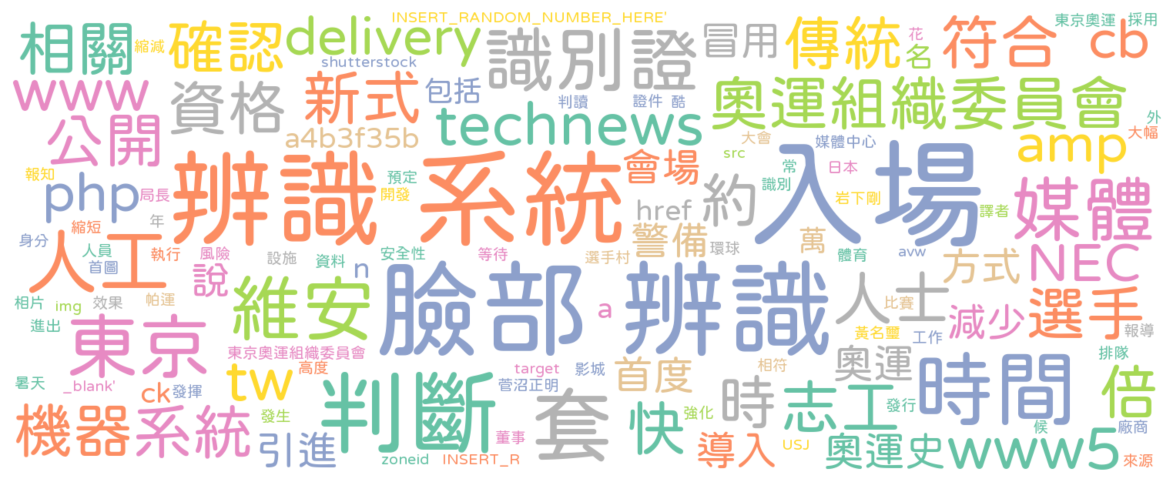 INSERT_RANDOM_NUMBER_HERE'
東京奧運
採用
相關
縮減
確認
delivery
shutterstock
識別證
冒用
傳統
花
名
符合
cb
www
資格
新式
包括
判讀
證件
酷
奧運組織委員會
外
公開
a4b3f35b
technews
大會
媒體中心
amp
大幅
報知
php
局長
辨識
系統
預定
開發
會場
src
常
識別
日本
入場
岩下剛
譯者
媒體
身分
縮短
年
href
約
人工
人員
首圖
執行
風險
設施
資料
安全性
等待
選手村
警備
環球
萬
體育
avw
方式
NEC
說
n
相片
img
效果
帕運
進出
維安
臉部
a
辨識
人士
比賽
減少
選手
報導
東京
東京奧運組織委員會
高度
黃名璽
工作
暑天
_blank'
ck
發揮
tw
target
菅沼正明
影城
首度
相符
奧運
時間
排隊
倍
機器
系統
發生
引進
判斷
董事
套
快
強化
時
志工
發行
候
廠商
zoneid
INSERT_R
導入
USJ
奧運史
www5
來源